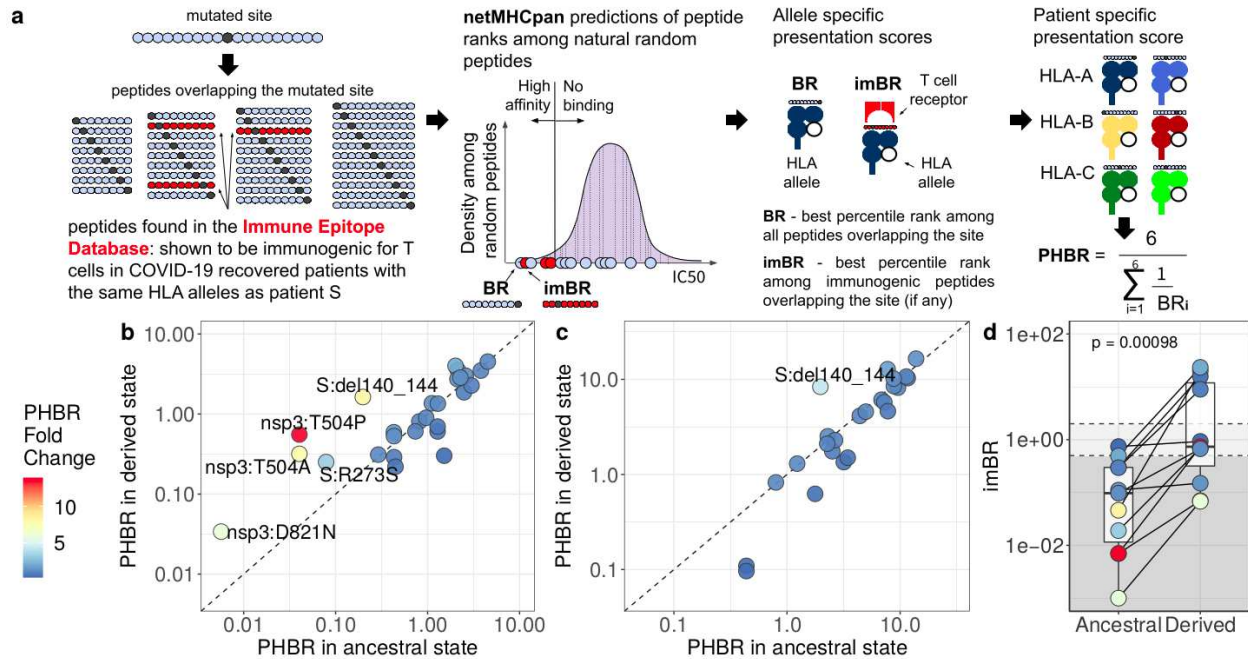 a
mutated site
peptides overlapping the mutated site
peptides found in the Immune Epitope
Database: shown to be immunogenic for T
cells in COVID-19 recovered patients with
the same HLA alleles as patient S
netMHCpan predictions of peptide
ranks among natural random
peptides
High
affinity
No
binding
Density among
random peptides
IC50
BR
imBR
Allele specific
presentation scores
BR
imBR
T cell
receptor
HLA
allele
HLA
allele
BR - best percentile rank among
all peptides overlapping the site
imBR - best percentile rank
among immunogenic peptides
overlapping the site (if any)
Patient specific
presentation score
HLA-A
HLA-B
HLA-C
PHBR =
6
6
∑
i=1
1
BRi
PHBR
Fold
Change
10
5
b
PHBR in derived state
10.00
1.00
0.10
0.01
S:del140_144
nsp3:T504P
nsp3:T504A
S:R273S
nsp3:D821N
0.01 0.10 1.00 10.00
PHBR in ancestral state
c
PHBR in derived state
10.0
1.0
0.1
S:del140_144
0.1 1.0 10.0
PHBR in ancestral state
d
p = 0.00098
imBR
1e+02
1e+00
1e−02
Ancestral Derived